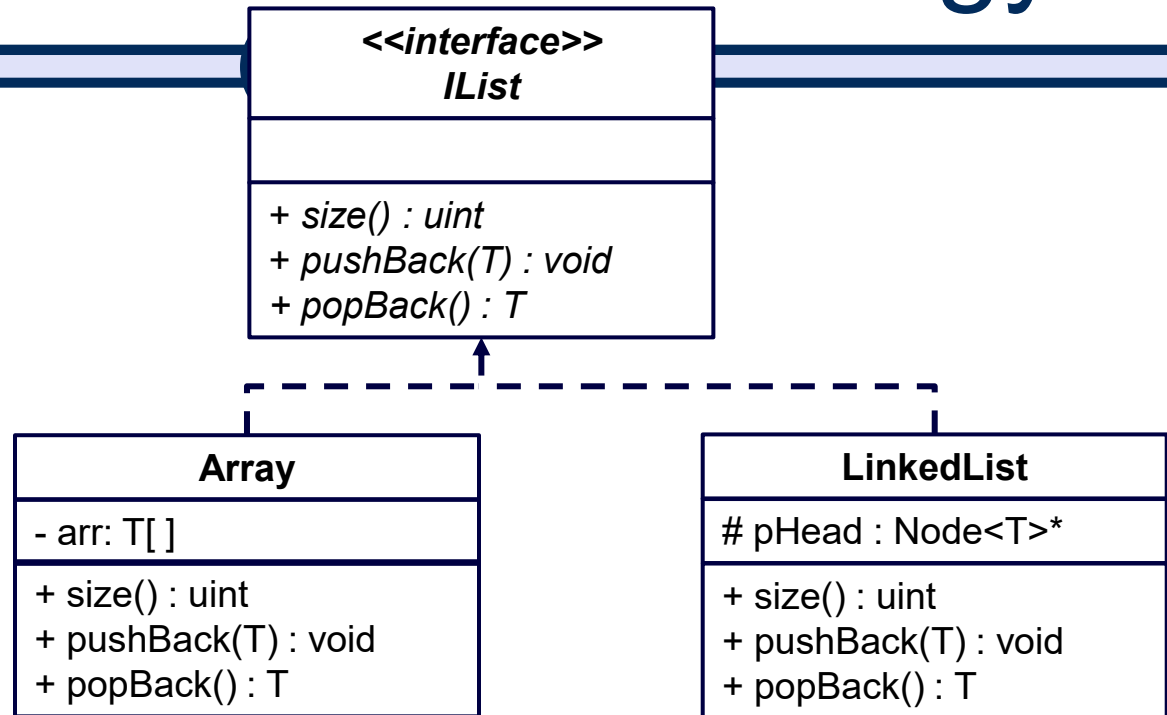 gy
<<interface>>
IList
+ size() : uint
+ pushBack(T) : void
+ popBack() : T
Array
- arr: T[ ]
+ size() : uint
+ pushBack(T) : void
+ popBack() : T
LinkedList
# pHead : Node<T>*
+ size() : uint
+ pushBack(T) : void
+ popBack() : T